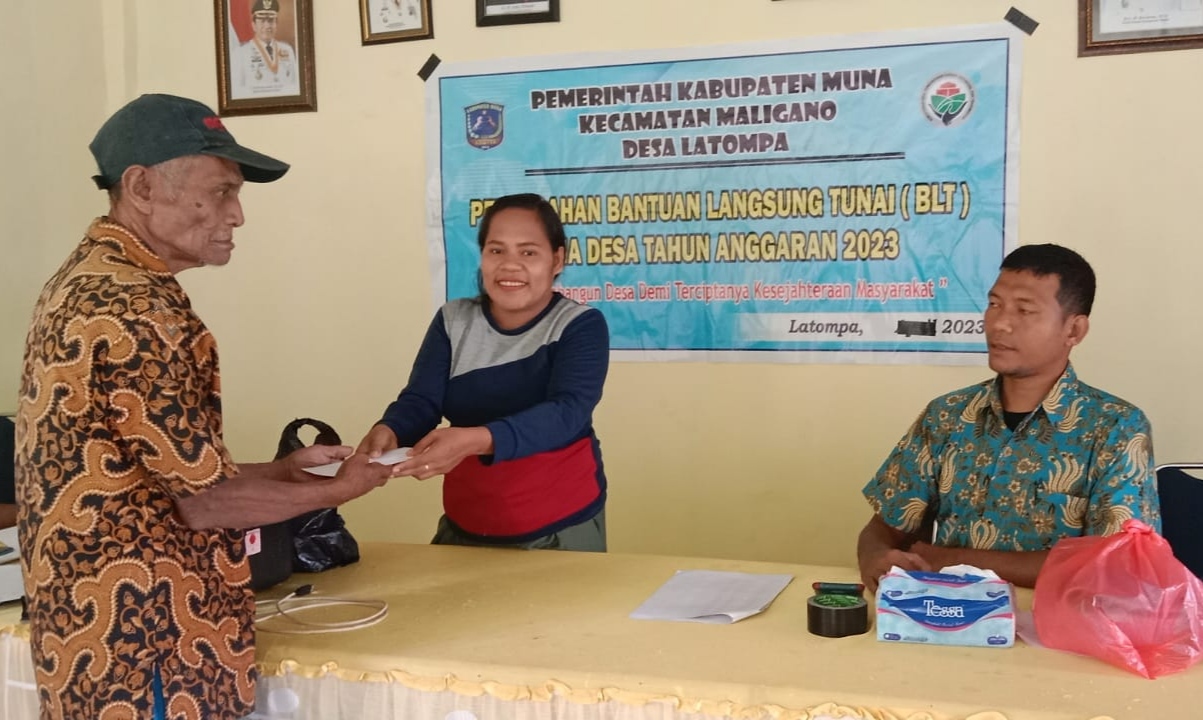 PEMERINTAH KABUPATEN MUNA
KECAMATAN MALIGANO
DESA LATOMPA
BANTUAN LANGSUNG TUNAI ( BLT )
DESA TAHUN ANGGARAN 2023
Desa Demi Terciptanya Kesejahteraan Masyarakat "
Latompa, 2023
Tessa